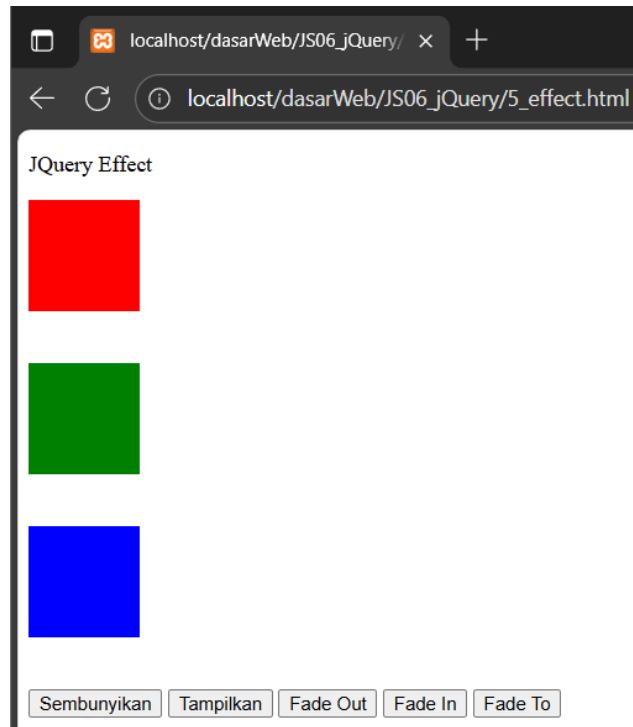 localhost/dasarWeb/JS06_jQuery/
localhost/dasarWeb/JS06_jQuery/5_effect.html
JQuery Effect
Sembunyikan Tampilkan Fade Out Fade In Fade To